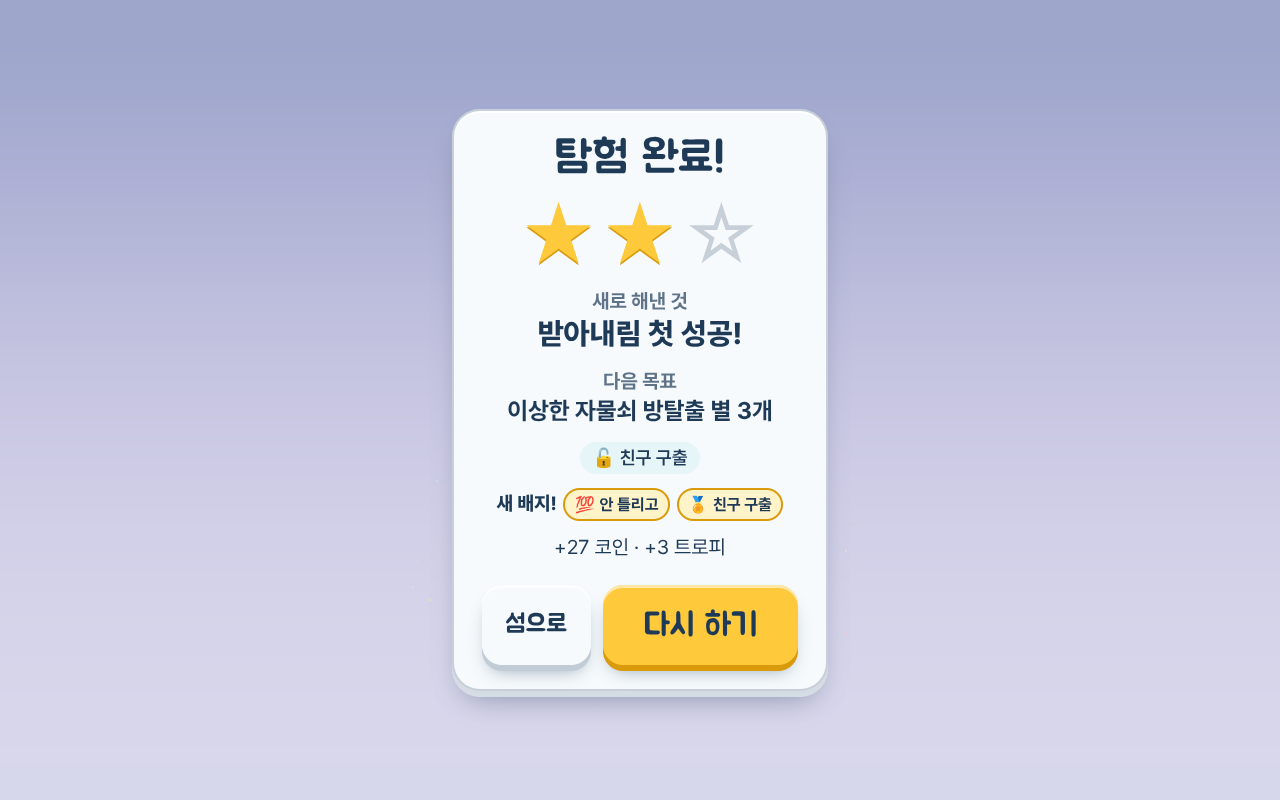 탐험 완료!
새로 해낸 것
받아내림 첫 성공!
다음 목표
이상한 자물쇠 방탈출 별 3개
🔓 친구 구출
새 배지! 💯 안 틀리고 🏅 친구 구출
+27 코인 · +3 트로피
섬으로 다시 하기